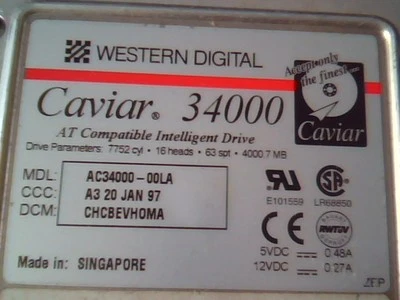 WESTERN DIGITAL
Accept only
the finest...
Caviar® 34000
Caviar
AT Compatible Intelligent Drive
Drive Parameters: 7752 cyl • 16 heads • 63 spt • 4000.7 MB
MDL: AC34000-00LA
CCC: A3 20 JAN 97
DCM: CHCBEVHOMA
E101559 LR68850
CE
RWTÜV
5VDC 0.48A
12VDC 0.27A
Made in: SINGAPORE